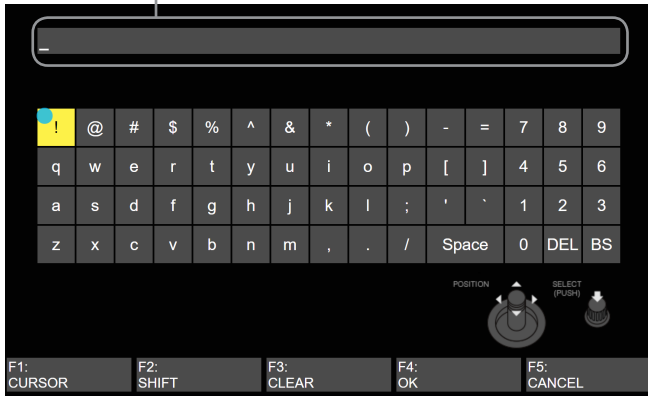 _
! @ # $ % ^ & * ( ) - = 7 8 9
q w e r t y u i o p [ ] 4 5 6
a s d f g h j k l ; ' ` 1 2 3
z x c v b n m , . / Space 0 DEL BS
POSITION SELECT
(PUSH)
F1: F2: F3: F4: F5:
CURSOR SHIFT CLEAR OK CANCEL